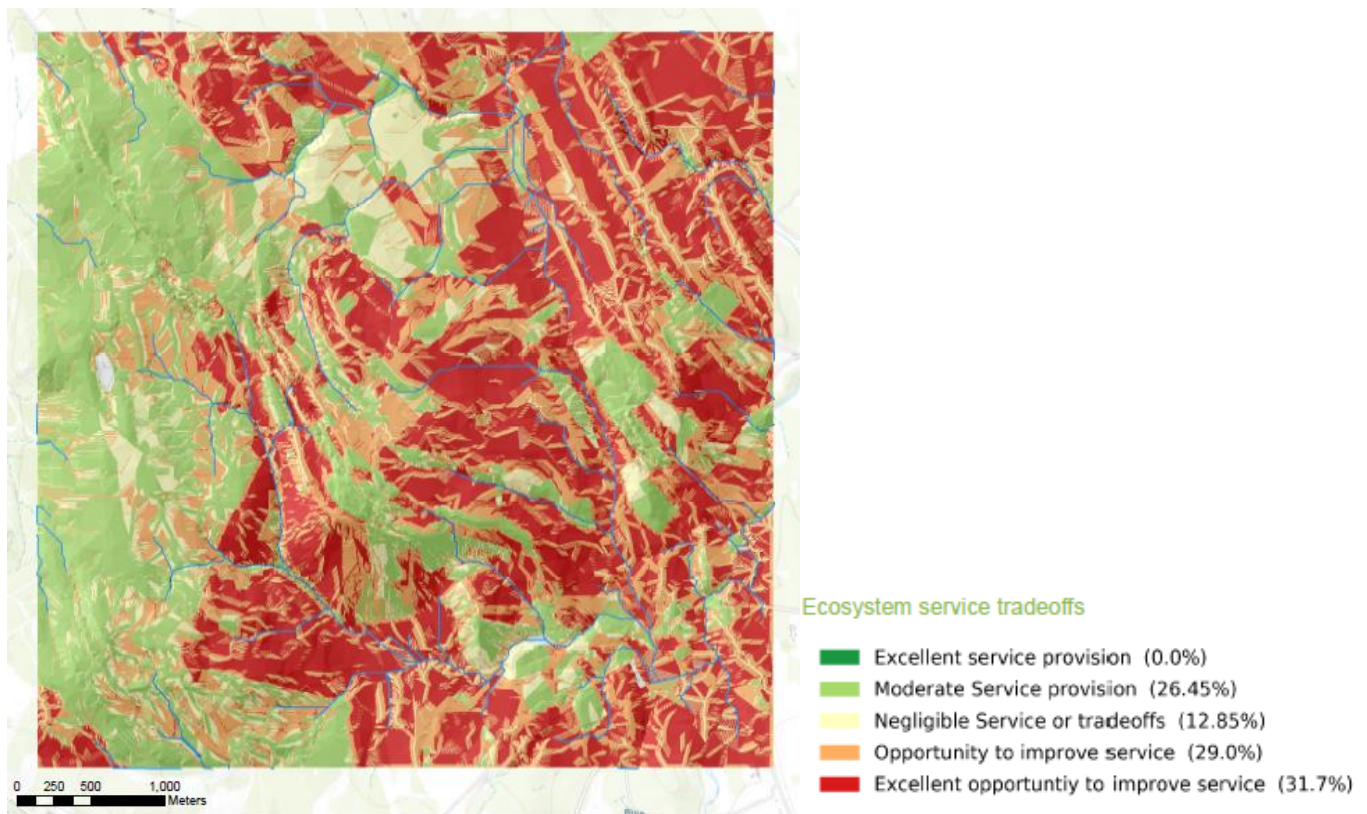 Ecosystem service tradeoffs
Excellent service provision (0.0%)
Moderate Service provision (26.45%)
Negligible Service or tradeoffs (12.85%)
Opportunity to improve service (29.0%)
Excellent opportuntiy to improve service (31.7%)
0 250 500 1,000
Meters